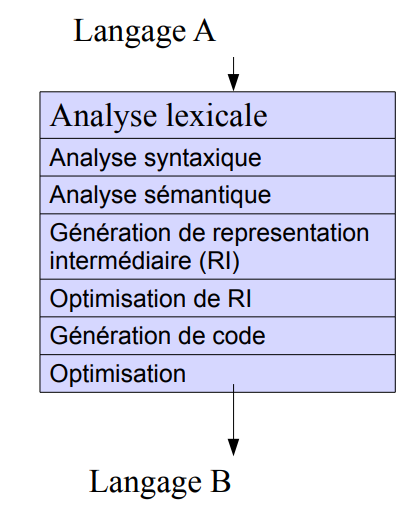 Langage A
Analyse lexicale
Analyse syntaxique
Analyse sémantique
Génération de representation
intermédiaire (RI)
Optimisation de RI
Génération de code
Optimisation
Langage B